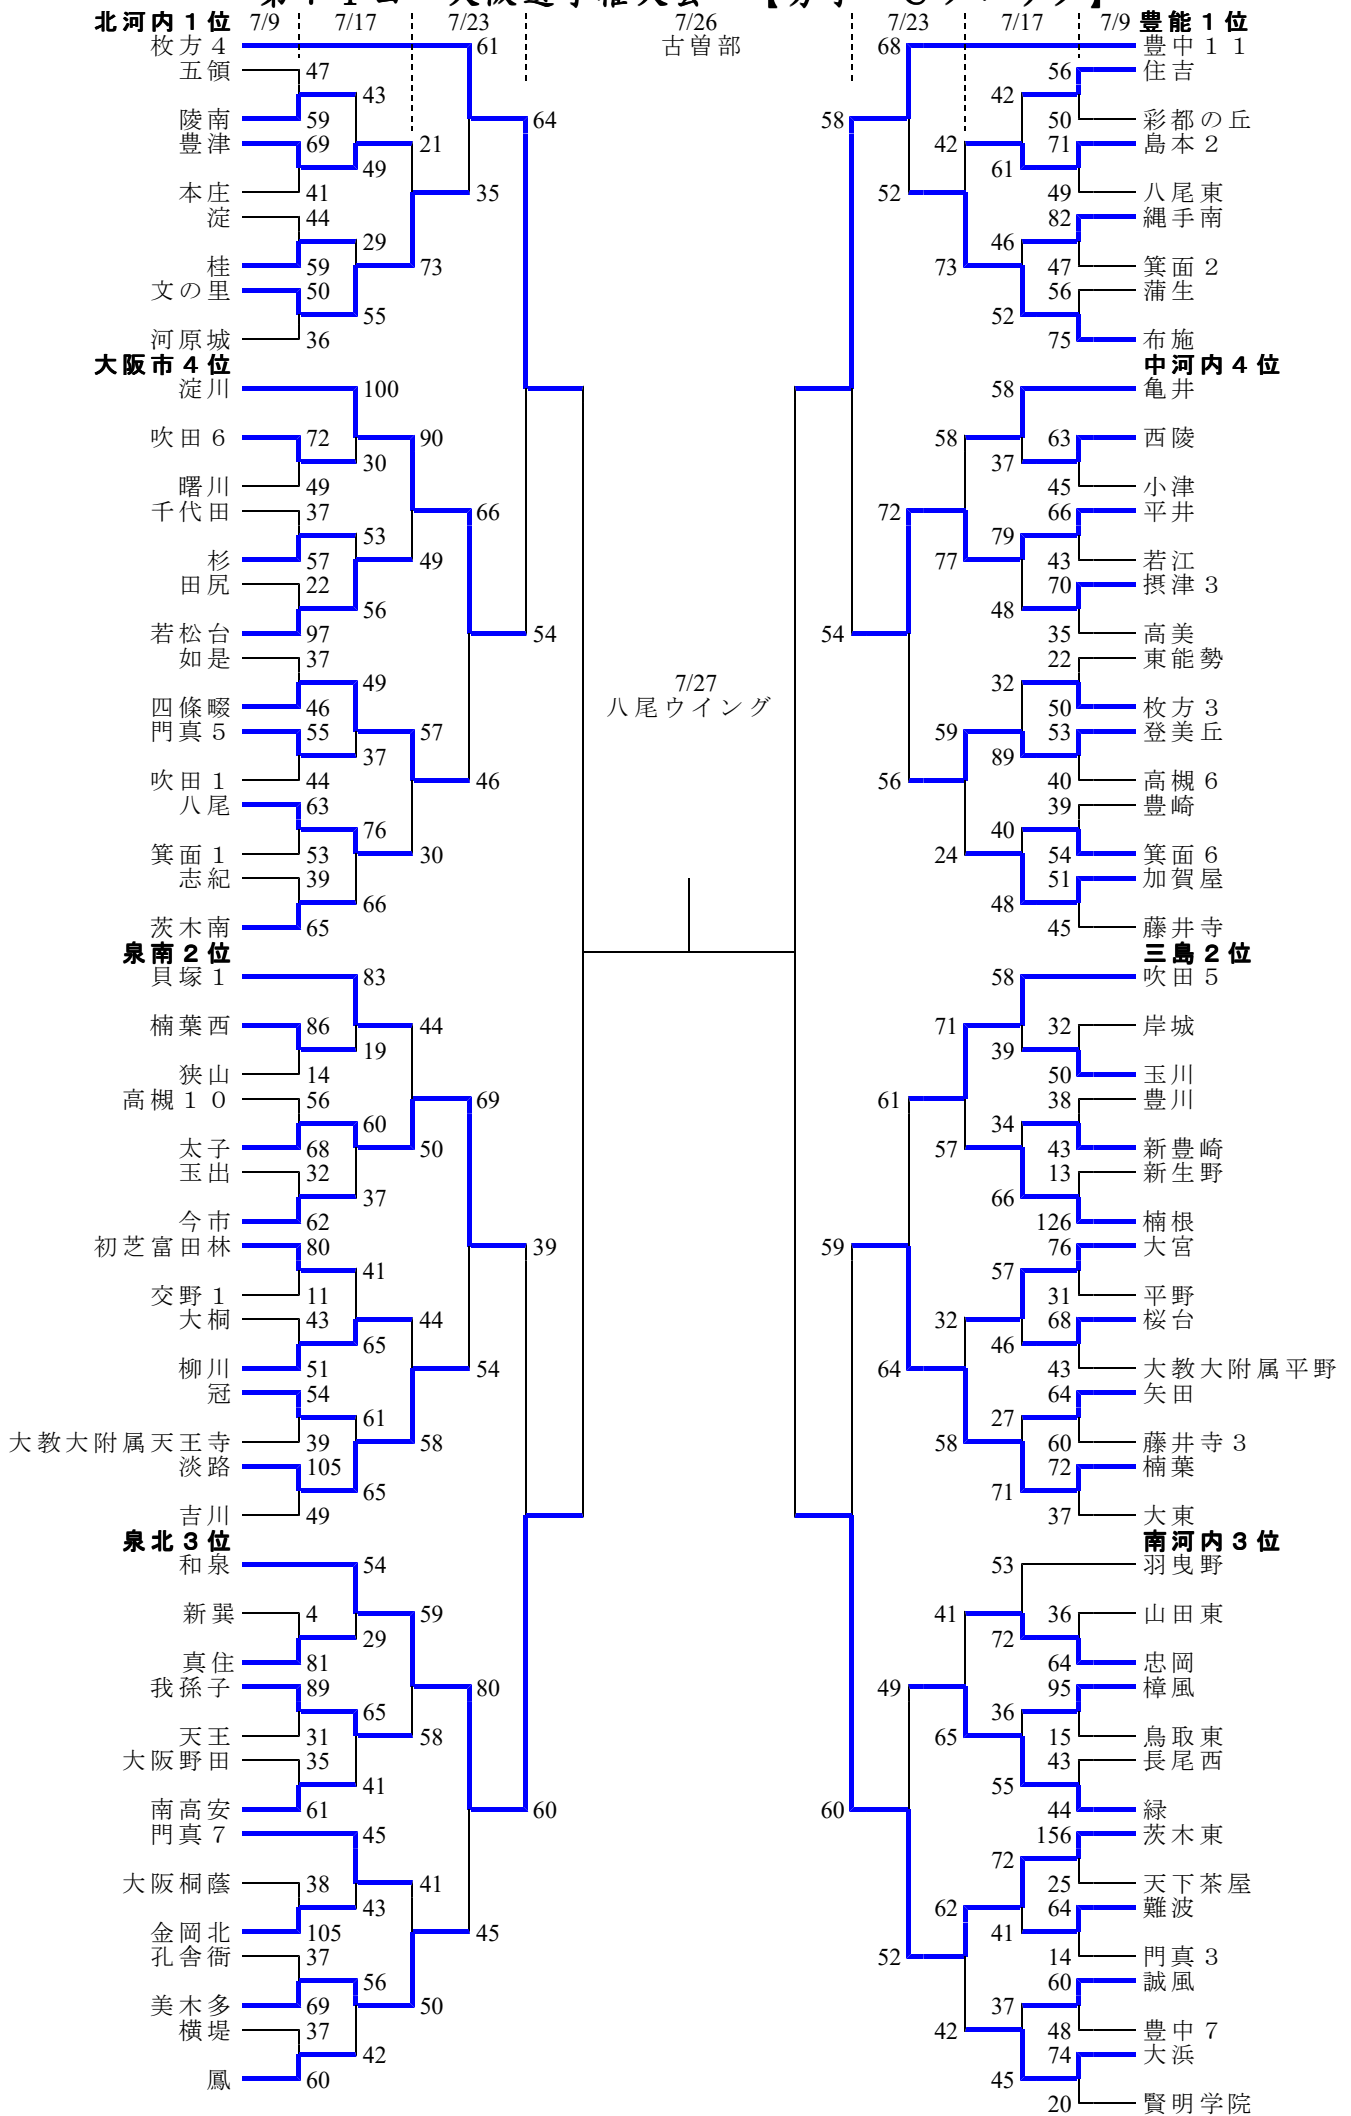 大阪選手権大会
北河内１位 7/9 7/17 7/23 7/26 7/23 7/17 7/9 豊能１位
枚方４ 61 古曽部 68 豊中１１
五領 47 56 住吉
43 42
陵南 59 64 58 50 彩都の丘
豊津 69 21 42 71 島本２
49 61
本庄 41 35 52 49 八尾東
淀 44 82 縄手南
29 46
桂 59 73 73 47 箕面２
文の里 50 56 蒲生
55 52
河原城 36 75 布施
大阪市４位 中河内４位
淀川 100 58 亀井
吹田６ 72 90 58 63 西陵
30 37
曙川 49 45 小津
千代田 37 66 72 66 平井
53 79
杉 57 49 77 43 若江
田尻 22 70 摂津３
56 48
若松台 97 54 54 35 高美
如是 37 22 東能勢
49 7/27 32
四條畷 46 八尾ウイング 50 枚方３
門真５ 55 57 59 53 登美丘
37 89
吹田１ 44 46 56 40 高槻６
八尾 63 39 豊崎
76 40
箕面１ 53 30 24 54 箕面６
志紀 39 51 加賀屋
66 48
茨木南 65 45 藤井寺
泉南２位 三島２位
貝塚１ 83 58 吹田５
楠葉西 86 44 71 32 岸城
19 39
狭山 14 50 玉川
高槻１０ 56 69 61 38 豊川
60 34
太子 68 50 57 43 新豊崎
玉出 32 13 新生野
37 66
今市 62 126 楠根
初芝富田林 80 39 59 76 大宮
41 57
交野１ 11 31 平野
大桐 43 44 32 68 桜台
65 46
柳川 51 54 64 43 大教大附属平野
冠 54 64 矢田
61 27
大教大附属天王寺 39 58 58 60 藤井寺３
淡路 105 72 楠葉
65 71
吉川 49 37 大東
泉北３位 南河内３位
和泉 54 53 羽曳野
新巽 4 59 41 36 山田東
29 72
真住 81 64 忠岡
我孫子 89 80 49 95 樟風
65 36
天王 31 58 65 15 鳥取東
大阪野田 35 43 長尾西
41 55
南高安 61 60 60 44 緑
門真７ 45 156 茨木東
72
大阪桐蔭 38 41 25 天下茶屋
43 62 64 難波
金岡北 105 45 41
孔舎衙 37 52 14 門真３
56 60 誠風
美木多 69 50 37
横堤 37 42 48 豊中７
42 74 大浜
鳳 60 45
20 賢明学院